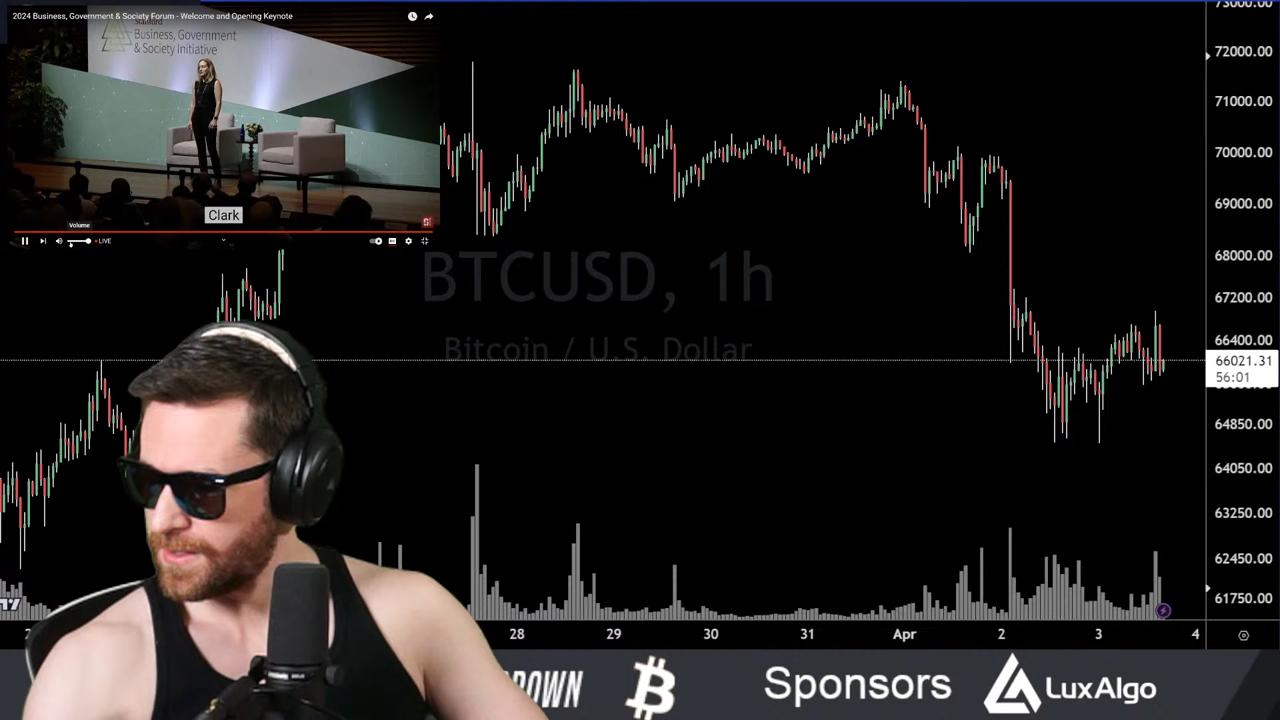 2024 Business, Government & Society Forum - Welcome and Opening Keynote
Stanford
Business, Government
& Society Initiative
Clark
Volume
LIVE
BTCUSD, 1h
Bitcoin / U.S. Dollar
73000.00
72000.00
71000.00
70000.00
69000.00
68000.00
67200.00
66400.00
66021.31
56:01
64850.00
64050.00
63250.00
62450.00
61750.00
28
29
30
31
Apr
2
3
4
DOWN
Sponsors
LuxAlgo